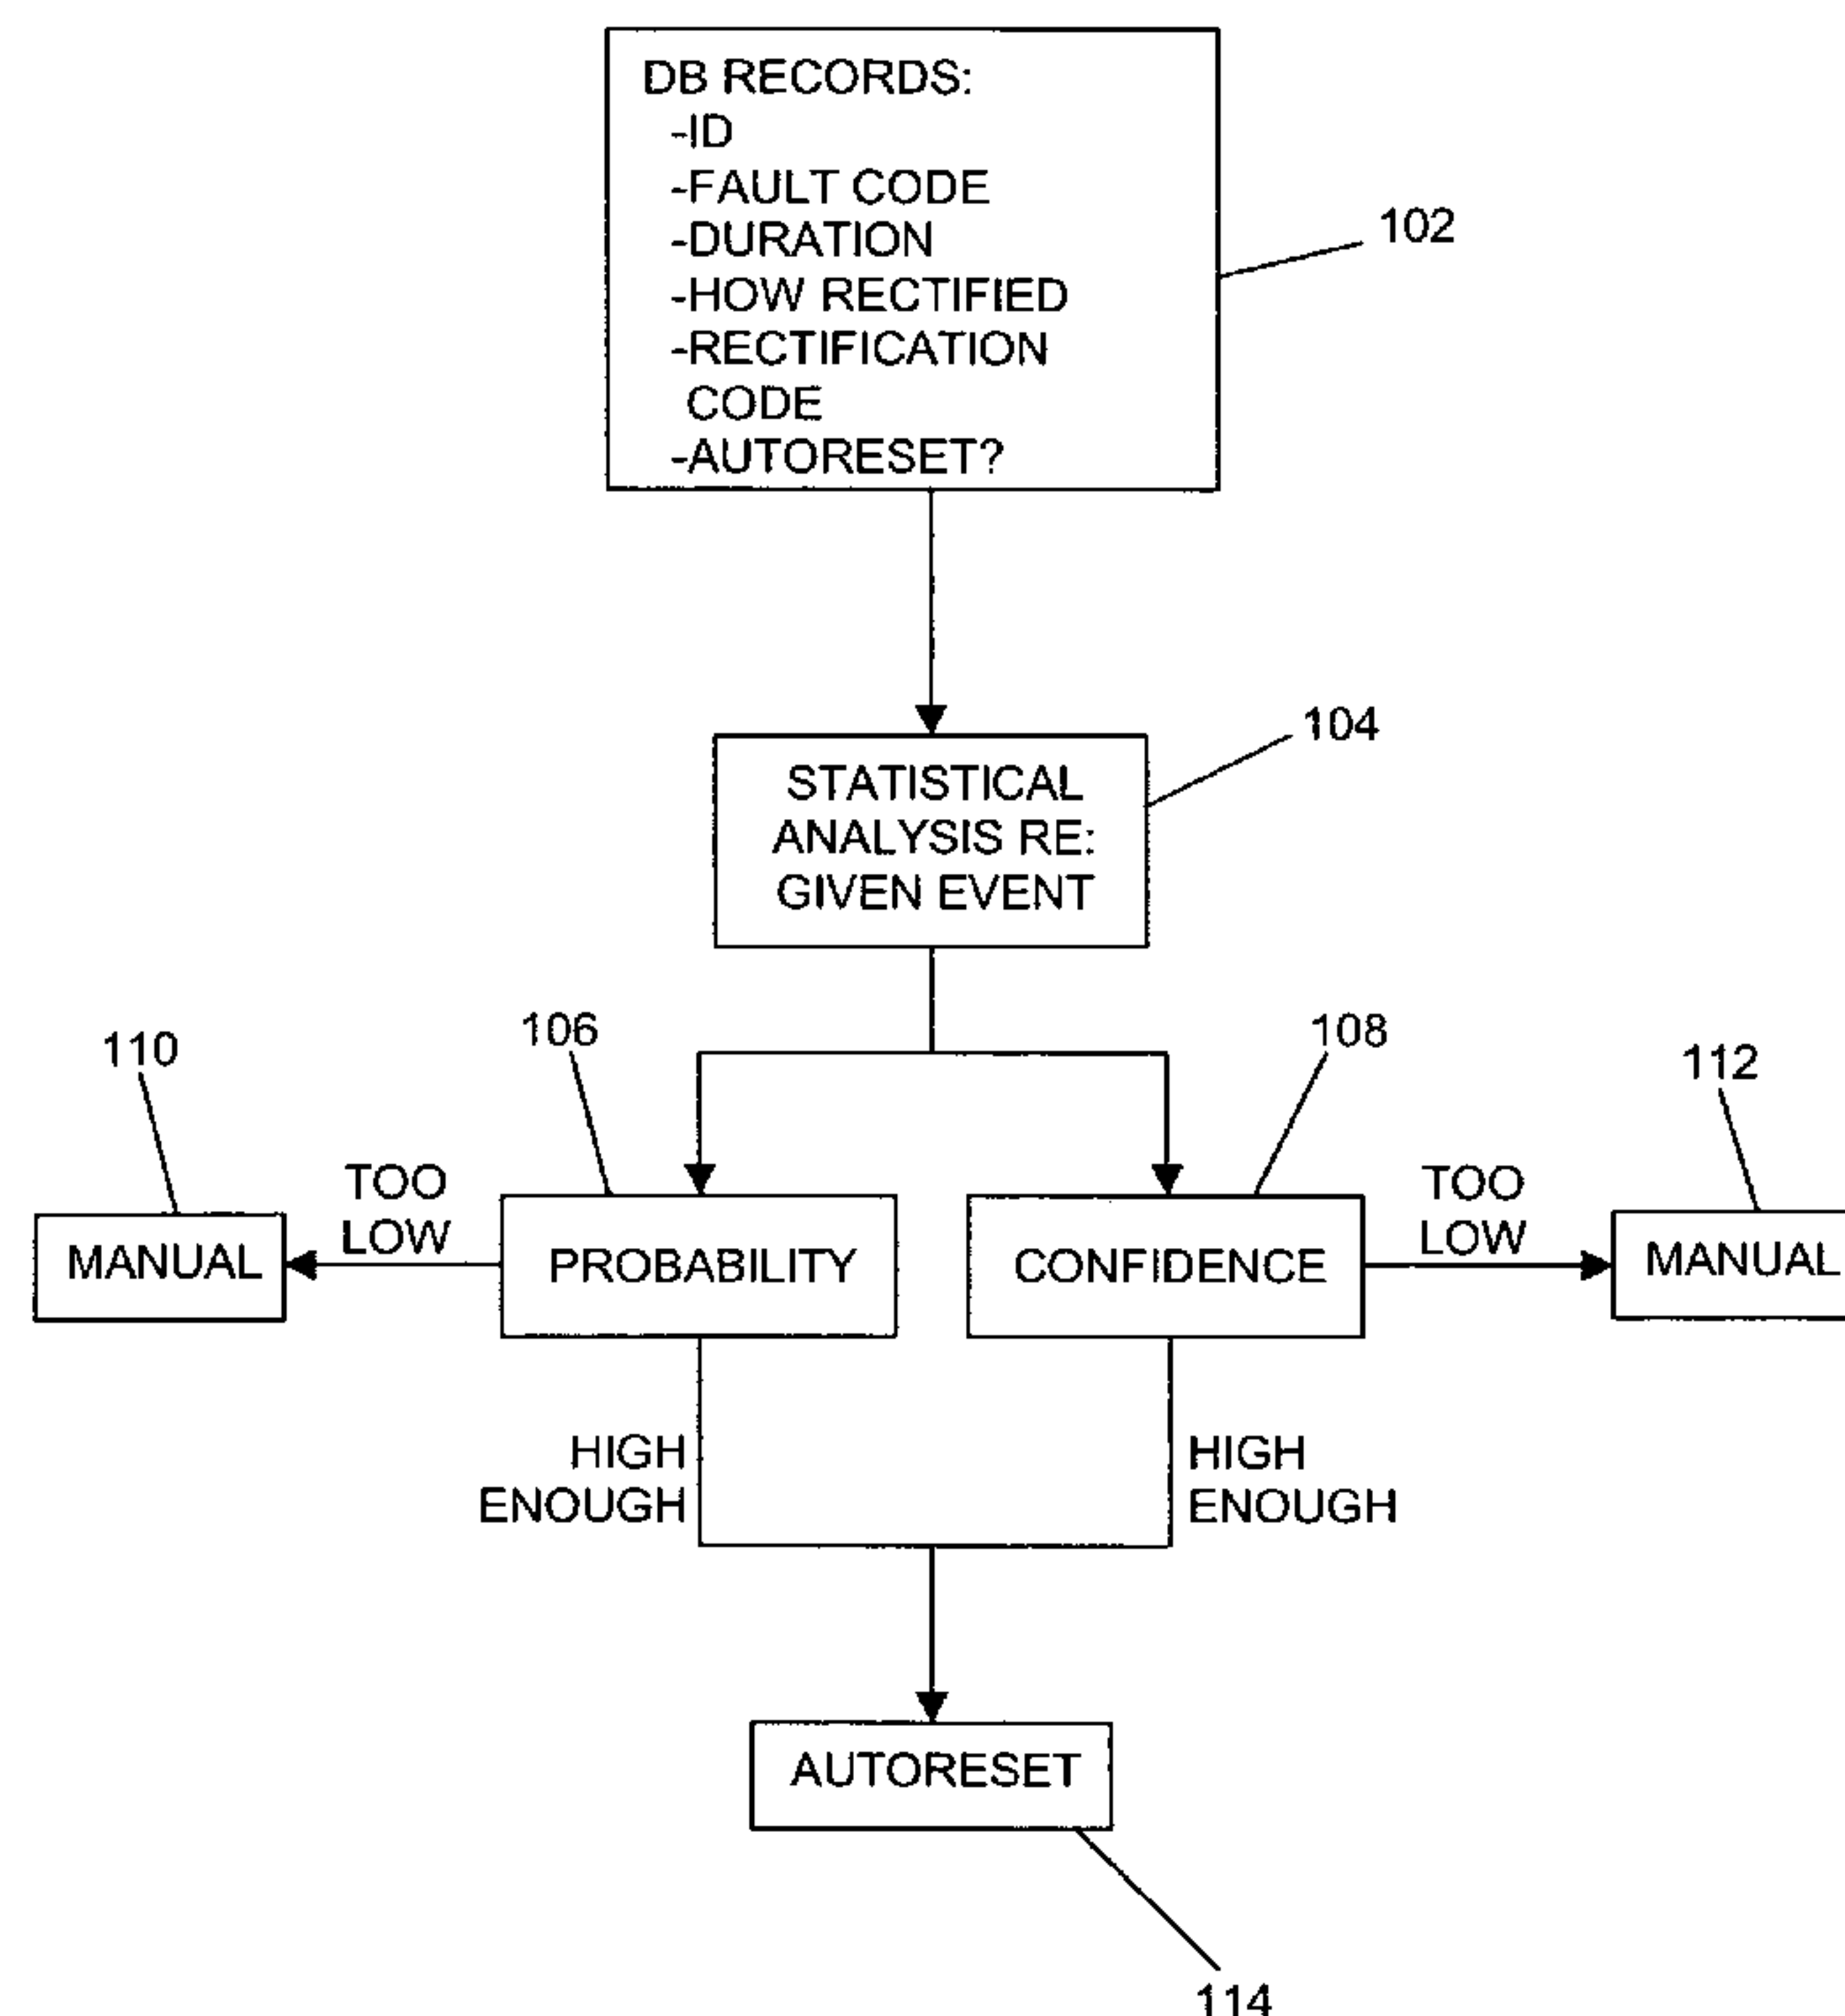 DB RECORDS:
-ID
-FAULT CODE
-DURATION
-HOW RECTIFIED
-RECTIFICATION
CODE
-AUTORESET?
102
104
STATISTICAL
ANALYSIS RE:
GIVEN EVENT
110
106
108
112
TOO
LOW
TOO
LOW
MANUAL
PROBABILITY
CONFIDENCE
MANUAL
HIGH
ENOUGH
HIGH
ENOUGH
AUTORESET
114